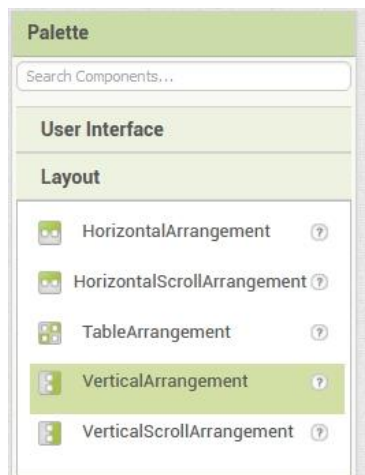 Palette
Search Components...
User Interface
Layout
HorizontalArrangement ?
HorizontalScrollArrangement ?
TableArrangement ?
VerticalArrangement ?
VerticalScrollArrangement ?